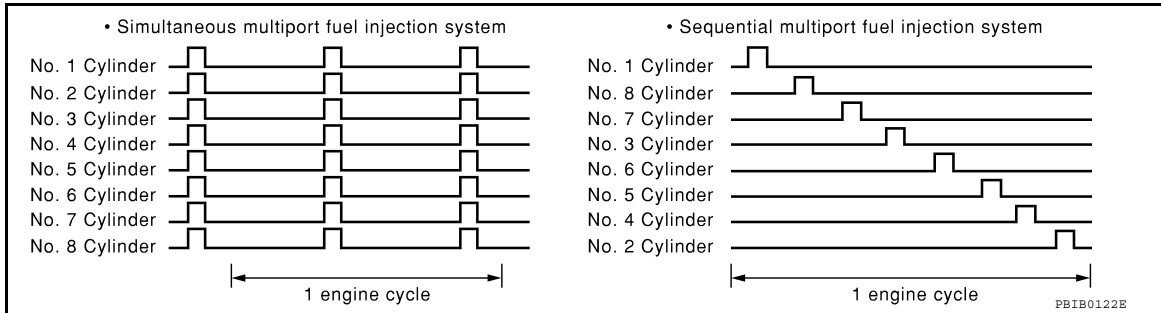 • Simultaneous multiport fuel injection system
No. 1 Cylinder
No. 2 Cylinder
No. 3 Cylinder
No. 4 Cylinder
No. 5 Cylinder
No. 6 Cylinder
No. 7 Cylinder
No. 8 Cylinder
1 engine cycle
• Sequential multiport fuel injection system
No. 1 Cylinder
No. 8 Cylinder
No. 7 Cylinder
No. 3 Cylinder
No. 6 Cylinder
No. 5 Cylinder
No. 4 Cylinder
No. 2 Cylinder
1 engine cycle
PBIB0122E